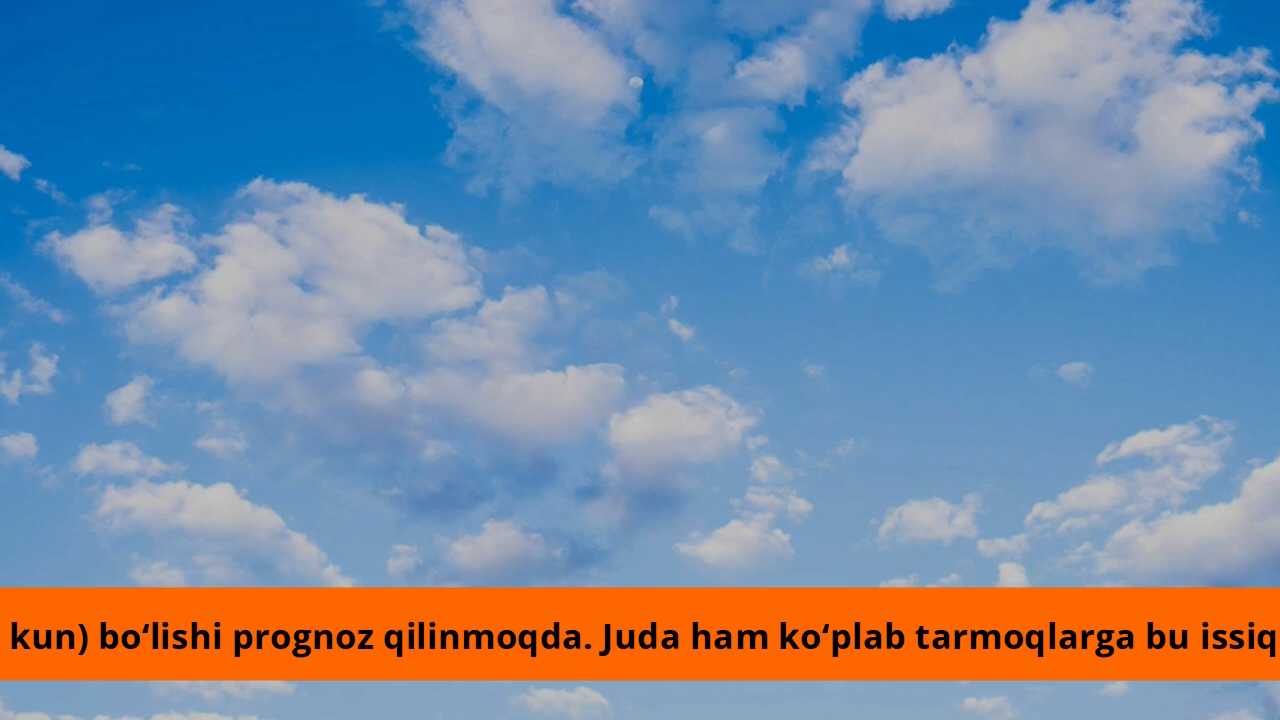 kun) bo‘lishi prognoz qilinmoqda. Juda ham ko‘plab tarmoqlarga bu issiq